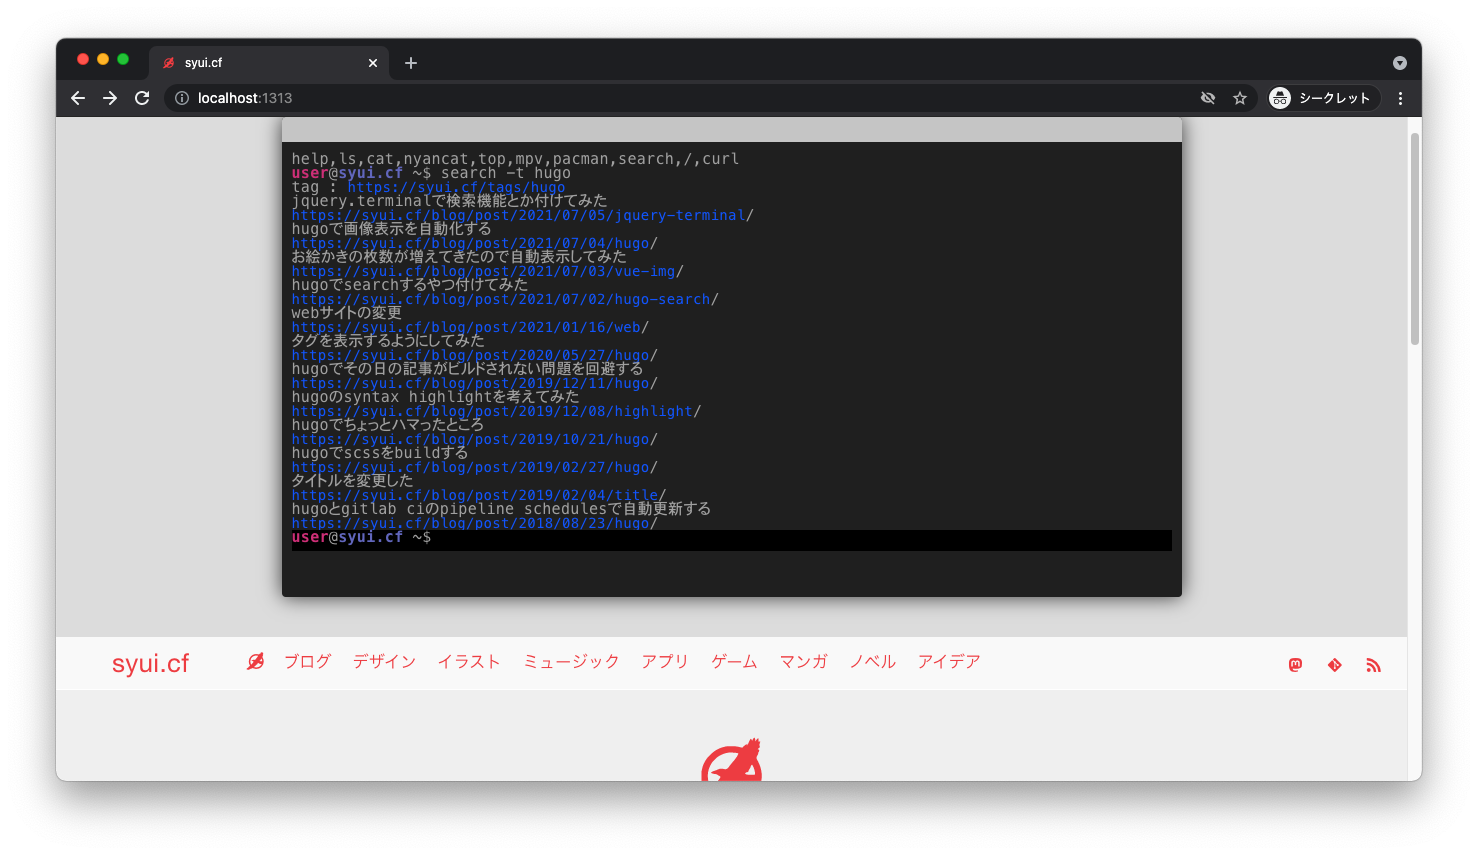 syui.cf
localhost:1313
シークレット
help,ls,cat,nyancat,top,mpv,pacman,search,/,curl
user@syui.cf ~$ search -t hugo
tag : https://syui.cf/tags/hugo
jquery.terminalで検索機能とか付けてみた
https://syui.cf/blog/post/2021/07/05/jquery-terminal/
hugoで画像表示を自動化する
https://syui.cf/blog/post/2021/07/04/hugo/
お絵かきの枚数が増えてきたので自動表示してみた
https://syui.cf/blog/post/2021/07/03/vue-img/
hugoでsearchするやつ付けてみた
https://syui.cf/blog/post/2021/07/02/hugo-search/
webサイトの変更
https://syui.cf/blog/post/2021/01/16/web/
タグを表示するようにしてみた
https://syui.cf/blog/post/2020/05/27/hugo/
hugoでその日の記事がビルドされない問題を回避する
https://syui.cf/blog/post/2019/12/11/hugo/
hugoのsyntax highlightを考えてみた
https://syui.cf/blog/post/2019/12/08/highlight/
hugoでちょっとハマったところ
https://syui.cf/blog/post/2019/10/21/hugo/
hugoでscssをbuildする
https://syui.cf/blog/post/2019/02/27/hugo/
タイトルを変更した
https://syui.cf/blog/post/2019/02/04/title/
hugoとgitlab ciのpipeline schedulesで自動更新する
https://syui.cf/blog/post/2018/08/23/hugo/
user@syui.cf ~$
syui.cf ブログ デザイン イラスト ミュージック アプリ ゲーム マンガ ノベル アイデア